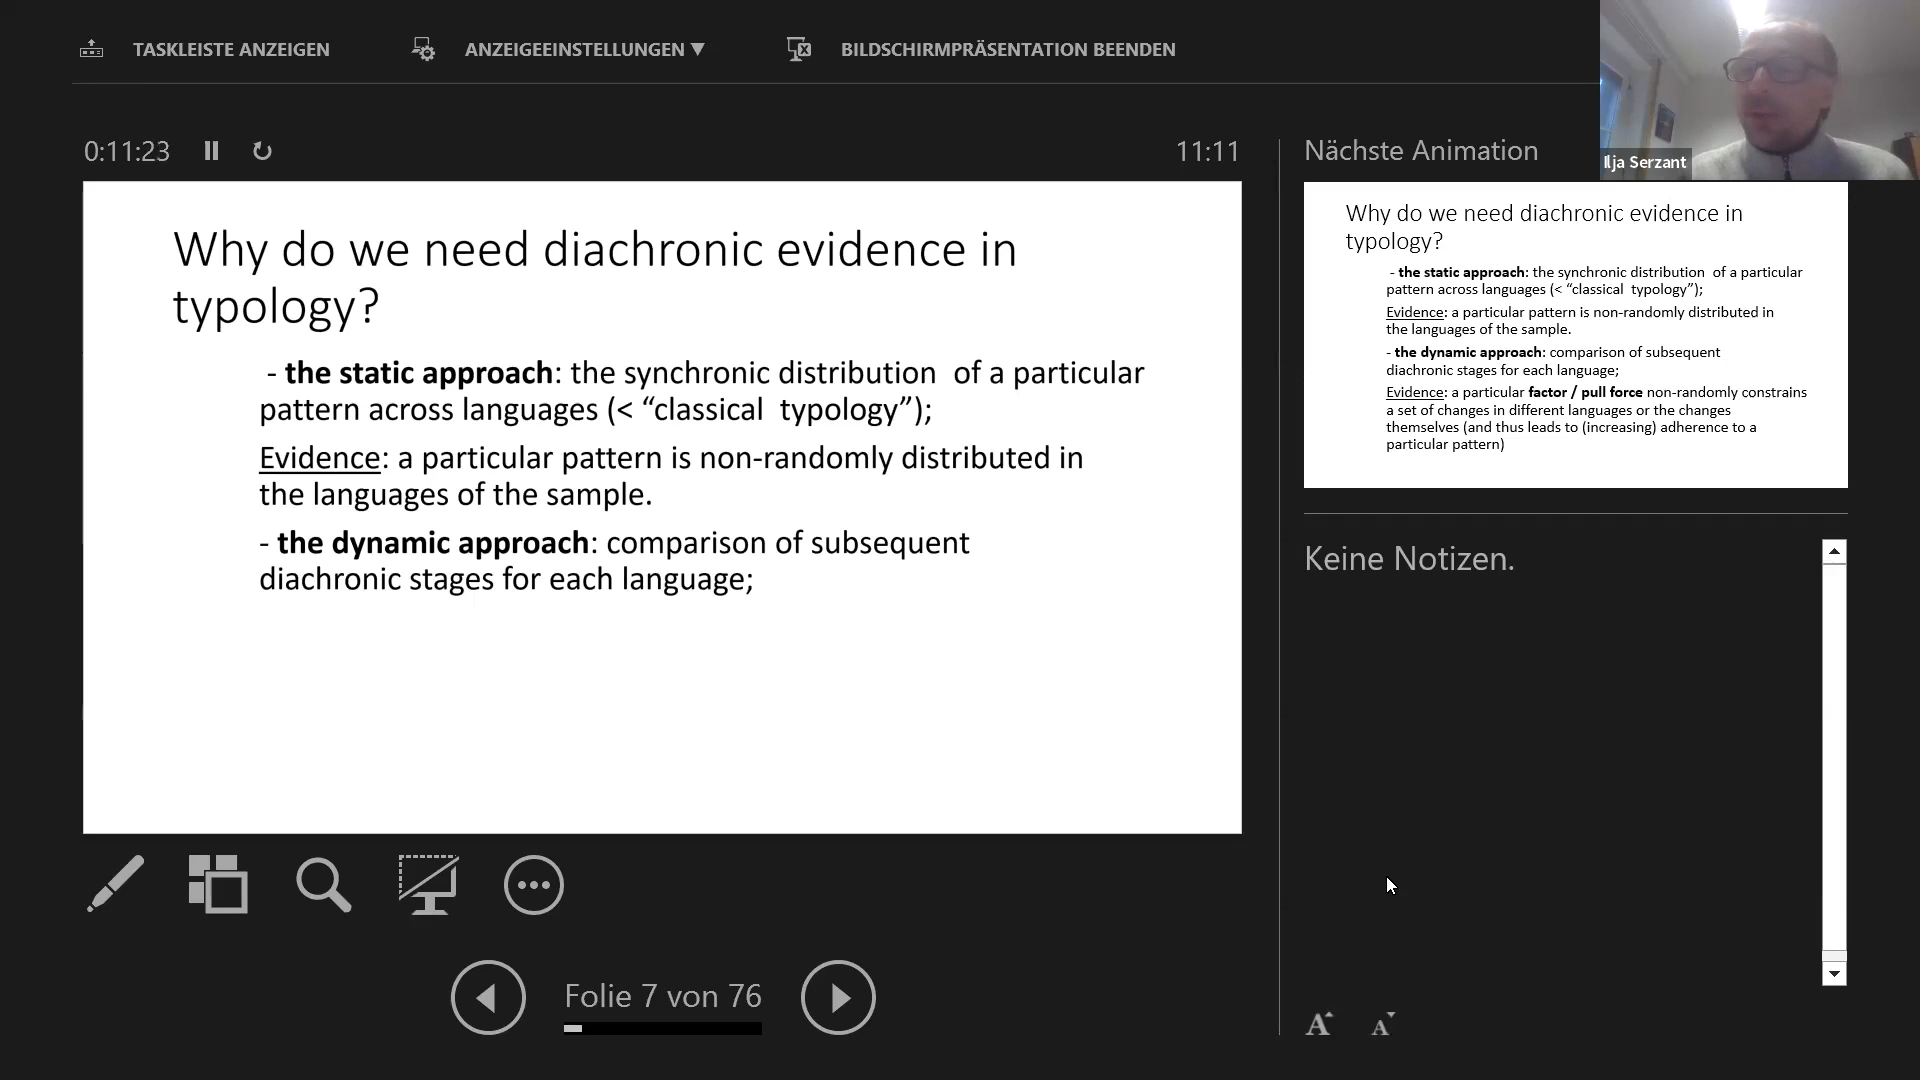 TASKLEISTE ANZEIGEN
ANZEIGEEINSTELLUNGEN ▼
BILDSCHIRMPRÄSENTATION BEENDEN
Ilja Serzant
0:11:23
11:11
Why do we need diachronic evidence in
typology?
- the static approach: the synchronic distribution  of a particular
pattern across languages (< “classical  typology”);
Evidence: a particular pattern is non-randomly distributed in
the languages of the sample.
- the dynamic approach: comparison of subsequent
diachronic stages for each language;
Folie 7 von 76
Nächste Animation
Why do we need diachronic evidence in
typology?
- the static approach: the synchronic distribution  of a particular
pattern across languages (< “classical  typology”);
Evidence: a particular pattern is non-randomly distributed in
the languages of the sample.
- the dynamic approach: comparison of subsequent
diachronic stages for each language;
Evidence: a particular factor / pull force non-randomly constrains
a set of changes in different languages or the changes
themselves (and thus leads to (increasing) adherence to a
particular pattern)
Keine Notizen.
A A